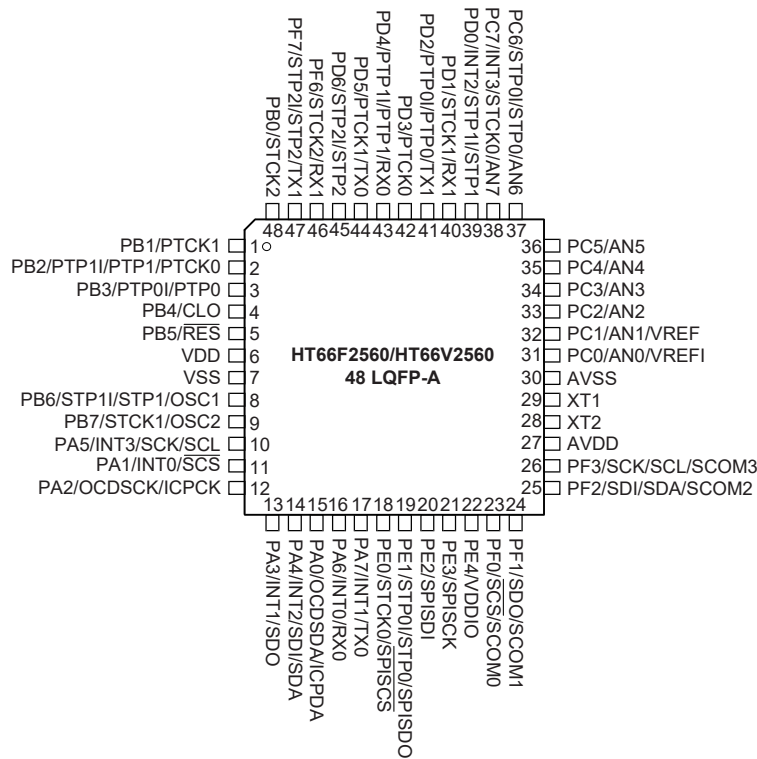 PB0/STCK2
PF7/STP2I/STP2/TX1
PF6/STCK2/RX1
PD6/STP2I/STP2
PD5/PTCK1/TX0
PD4/PTP1I/PTP1/RX0
PD3/PTCK0
PD2/PTP0I/PTP0/TX1
PD1/STCK1/RX1
PD0/INT2/STP1I/STP1
PC7/INT3/STCK0/AN7
PC6/STP0I/STP0/AN6
48 47 46 45 44 43 42 41 40 39 38 37
PB1/PTCK1 1
PB2/PTP1I/PTP1/PTCK0 2
PB3/PTP0I/PTP0 3
PB4/CLO 4
PB5/RES 5
VDD 6
VSS 7
PB6/STP1I/STP1/OSC1 8
PB7/STCK1/OSC2 9
PA5/INT3/SCK/SCL 10
PA1/INT0/SCS 11
PA2/OCDSCK/ICPCK 12
HT66F2560/HT66V2560
48 LQFP-A
36 PC5/AN5
35 PC4/AN4
34 PC3/AN3
33 PC2/AN2
32 PC1/AN1/VREF
31 PC0/AN0/VREFI
30 AVSS
29 XT1
28 XT2
27 AVDD
26 PF3/SCK/SCL/SCOM3
25 PF2/SDI/SDA/SCOM2
13 14 15 16 17 18 19 20 21 22 23 24
PA3/INT1/SDO
PA4/INT2/SDI/SDA
PA0/OCDSDA/ICPDA
PA6/INT0/RX0
PA7/INT1/TX0
PE0/STCK0/SPISCS
PE1/STP0I/STP0/SPISDO
PE2/SPISDI
PE3/SPISCK
PE4/VDDIO
PF0/SCS/SCOM0
PF1/SDO/SCOM1